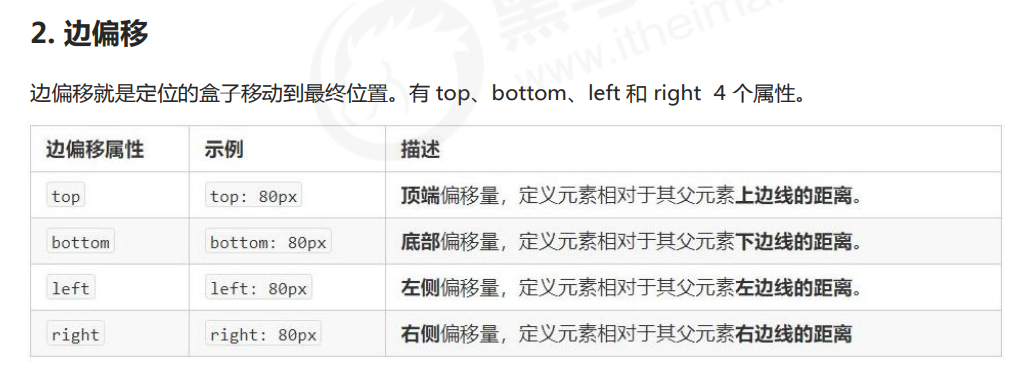 2. 边偏移
边偏移就是定位的盒子移动到最终位置。有 top、bottom、left 和 right 4 个属性。
边偏移属性 示例 描述
top top: 80px 顶端偏移量，定义元素相对于其父元素上边线的距离。
bottom bottom: 80px 底部偏移量，定义元素相对于其父元素下边线的距离。
left left: 80px 左侧偏移量，定义元素相对于其父元素左边线的距离。
right right: 80px 右侧偏移量，定义元素相对于其父元素右边线的距离